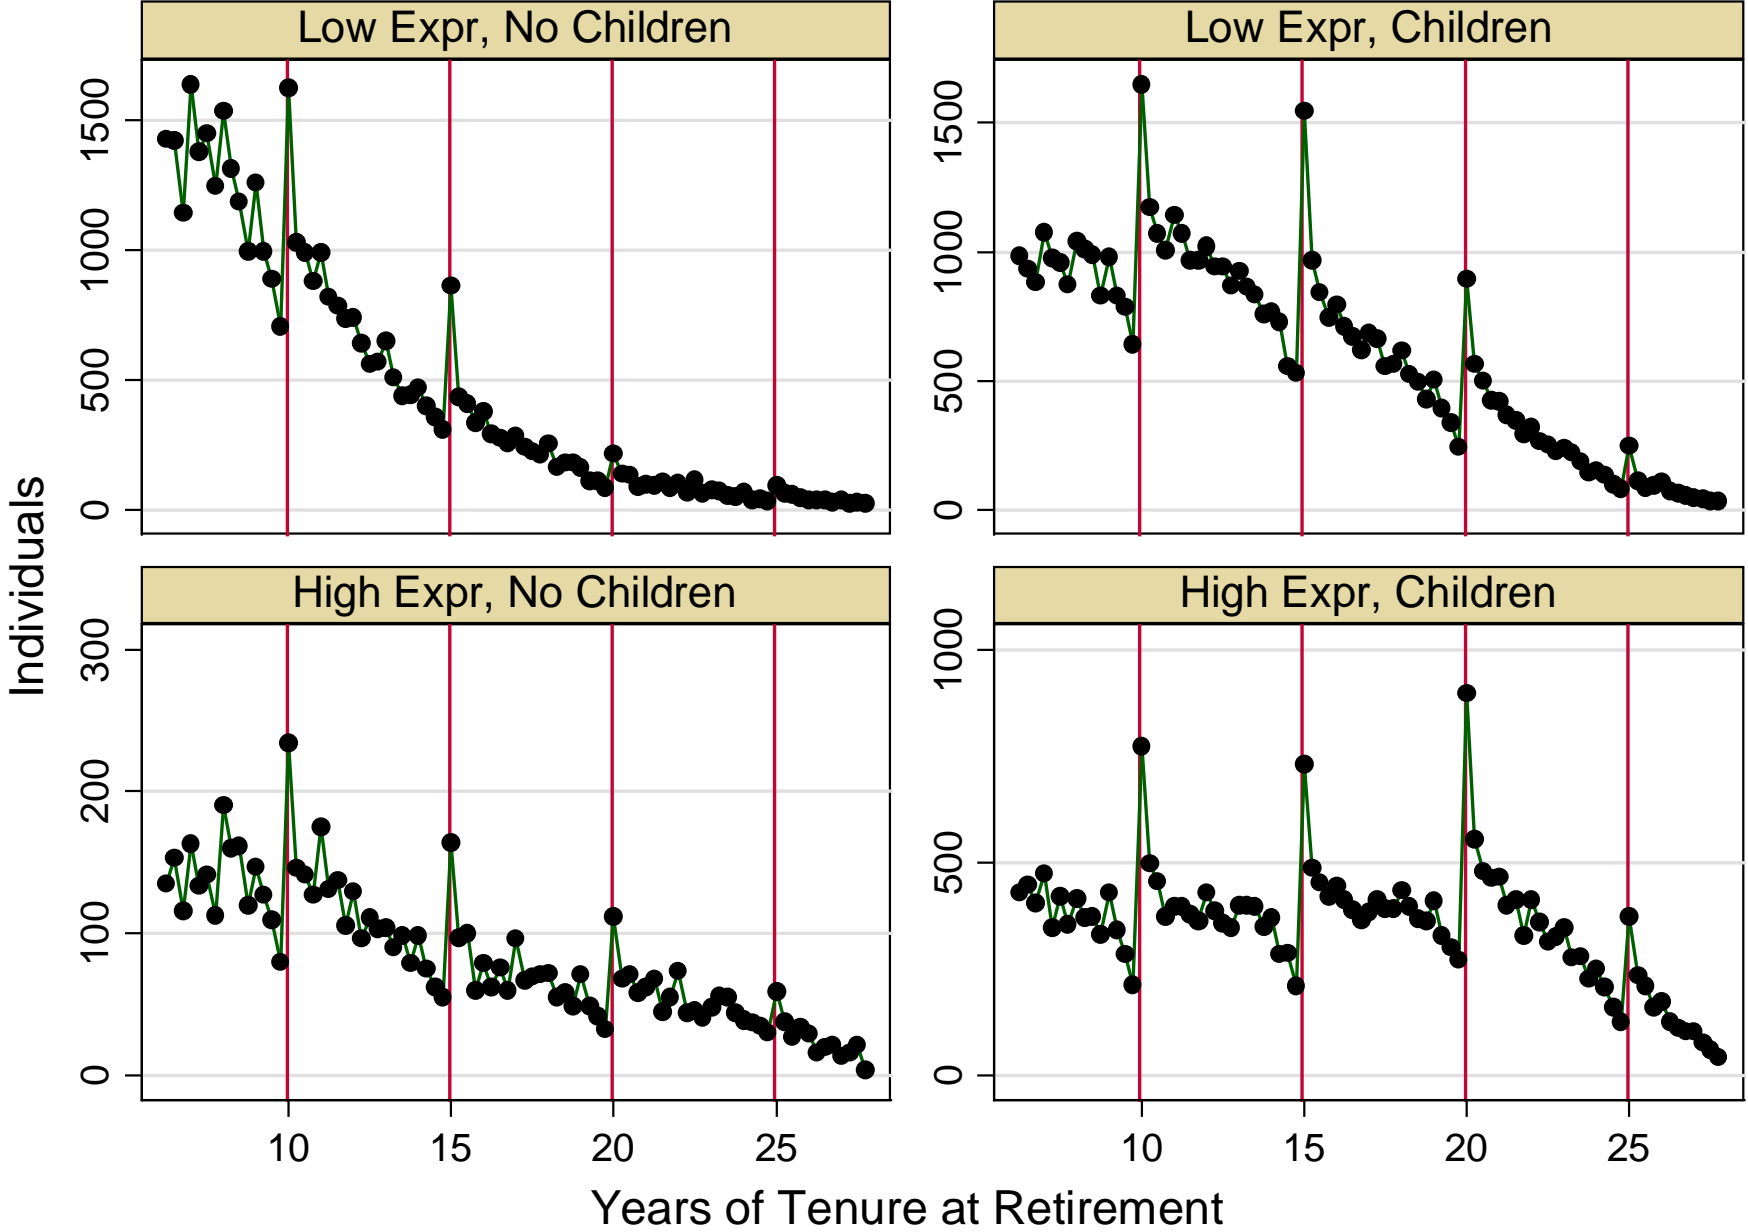 Low Expr, No Children
Low Expr, Children
1500
1000
500
0
1500
1000
500
0
Individuals
High Expr, No Children
High Expr, Children
300
200
100
0
1000
500
0
10 15 20 25
10 15 20 25
Years of Tenure at Retirement